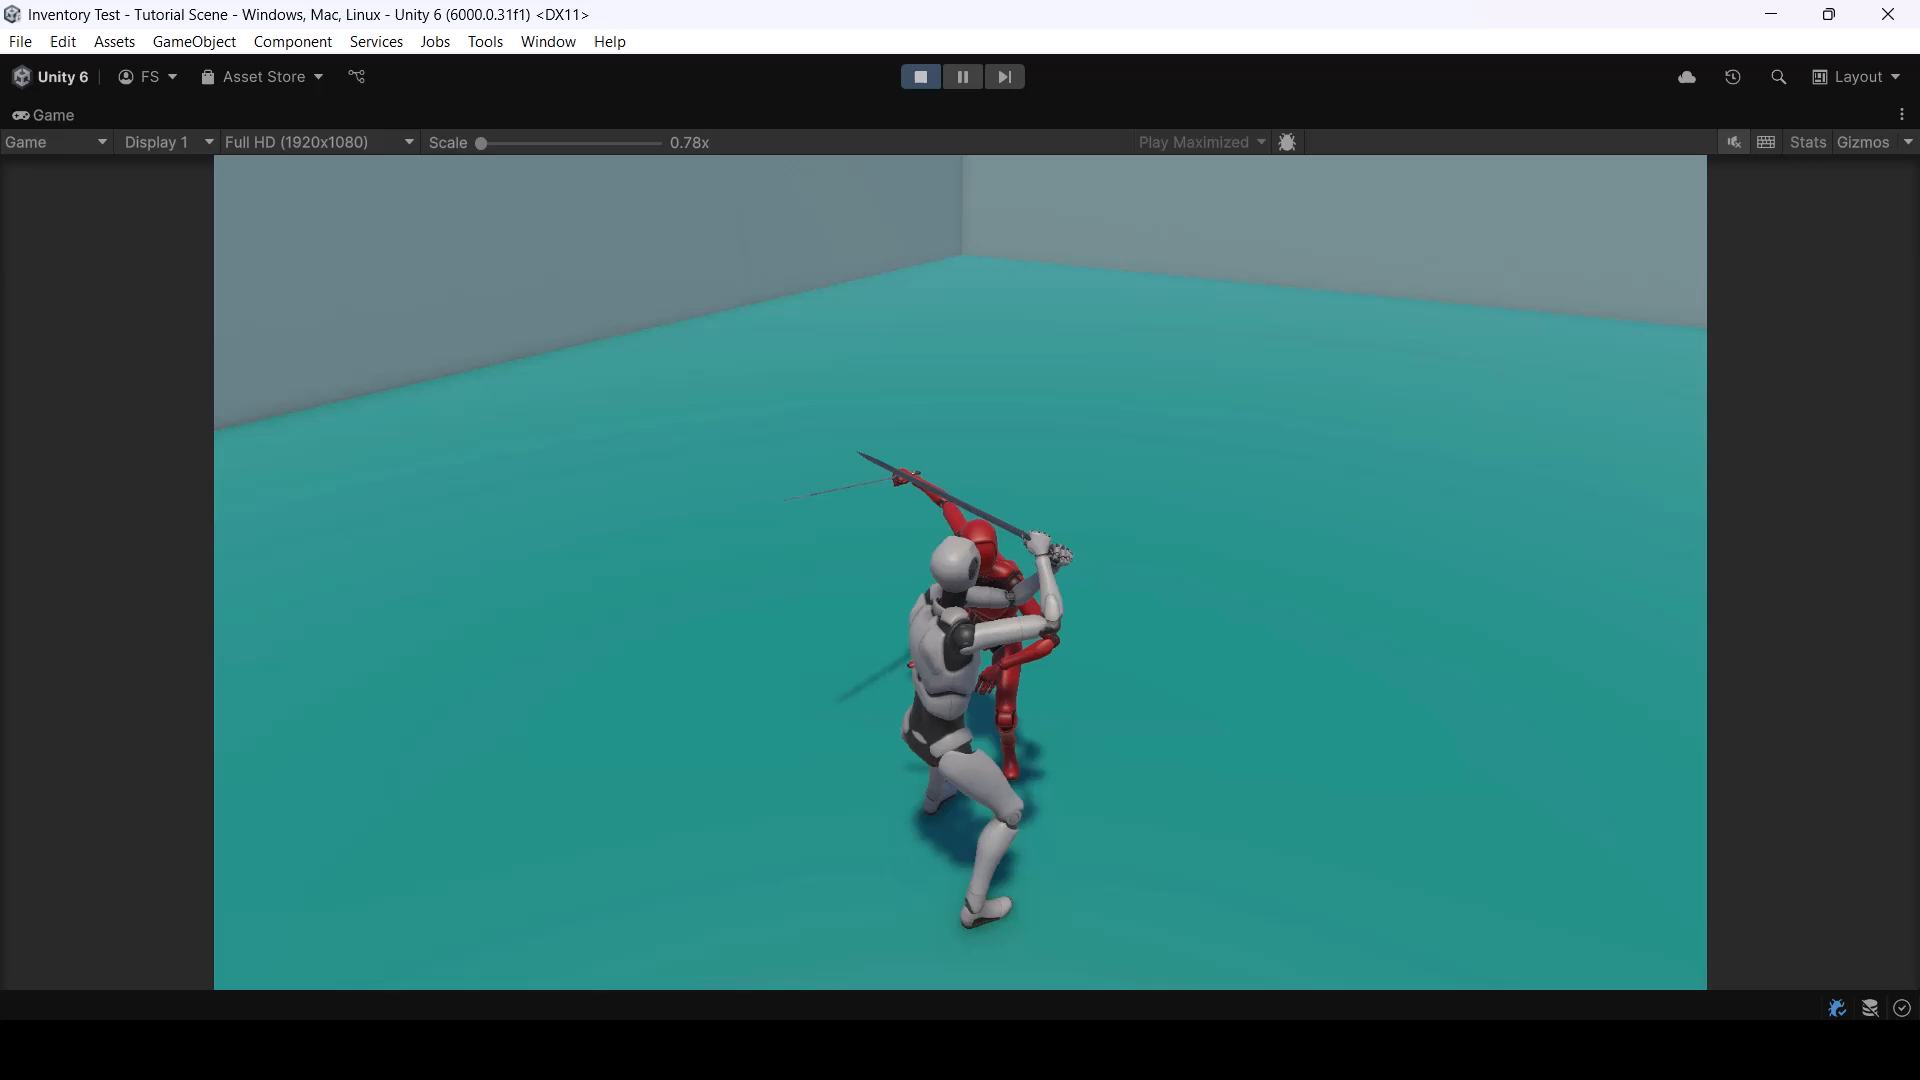 Inventory Test - Tutorial Scene - Windows, Mac, Linux - Unity 6 (6000.0.31f1) <DX11>
File Edit Assets GameObject Component Services Jobs Tools Window Help
Unity 6 FS Asset Store Layout
Game
Game Display 1 Full HD (1920x1080) Scale 0.78x Play Maximized Stats Gizmos